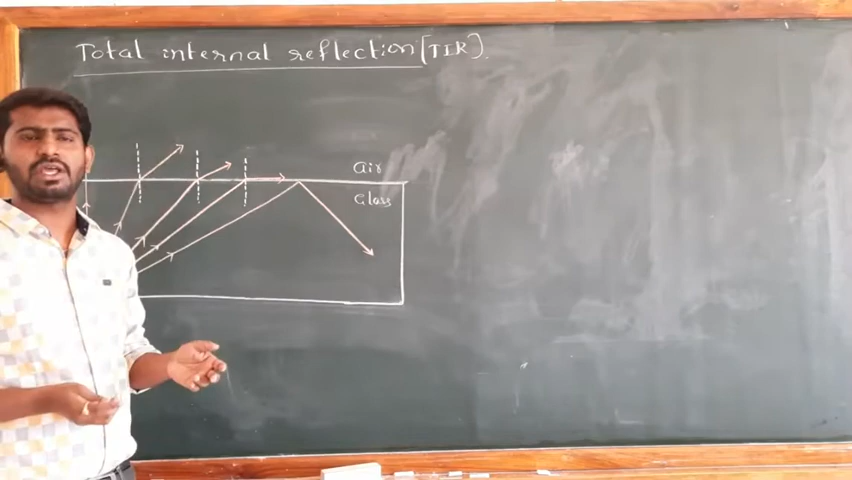 Total internal reflection (TIR).
air
Glass